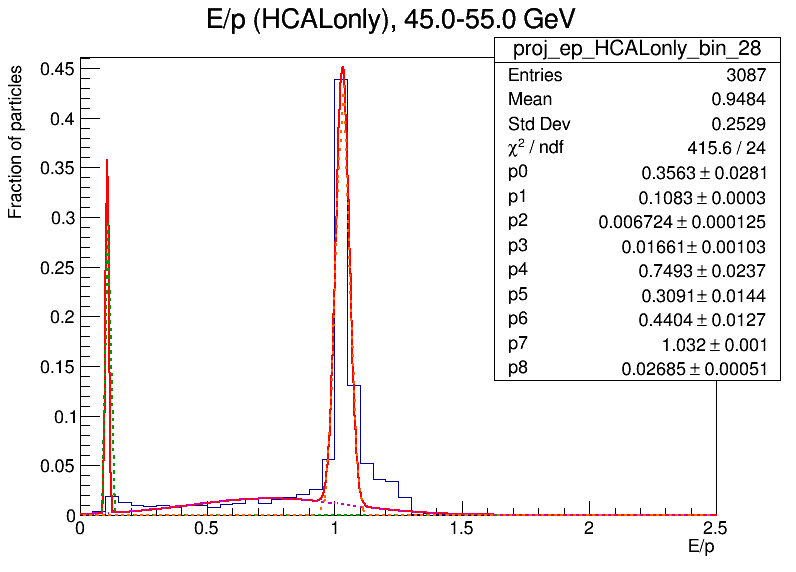 E/p (HCALonly), 45.0-55.0 GeV
proj_ep_HCALonly_bin_28
Entries 3087
Mean 0.9484
Std Dev 0.2529
χ² / ndf 415.6 / 24
p0 0.3563 ± 0.0281
p1 0.1083 ± 0.0003
p2 0.006724 ± 0.000125
p3 0.01661 ± 0.00103
p4 0.7493 ± 0.0237
p5 0.3091 ± 0.0144
p6 0.4404 ± 0.0127
p7 1.032 ± 0.001
p8 0.02685 ± 0.00051
Fraction of particles
0.45
0.4
0.35
0.3
0.25
0.2
0.15
0.1
0.05
0
0 0.5 1 1.5 2 2.5
E/p